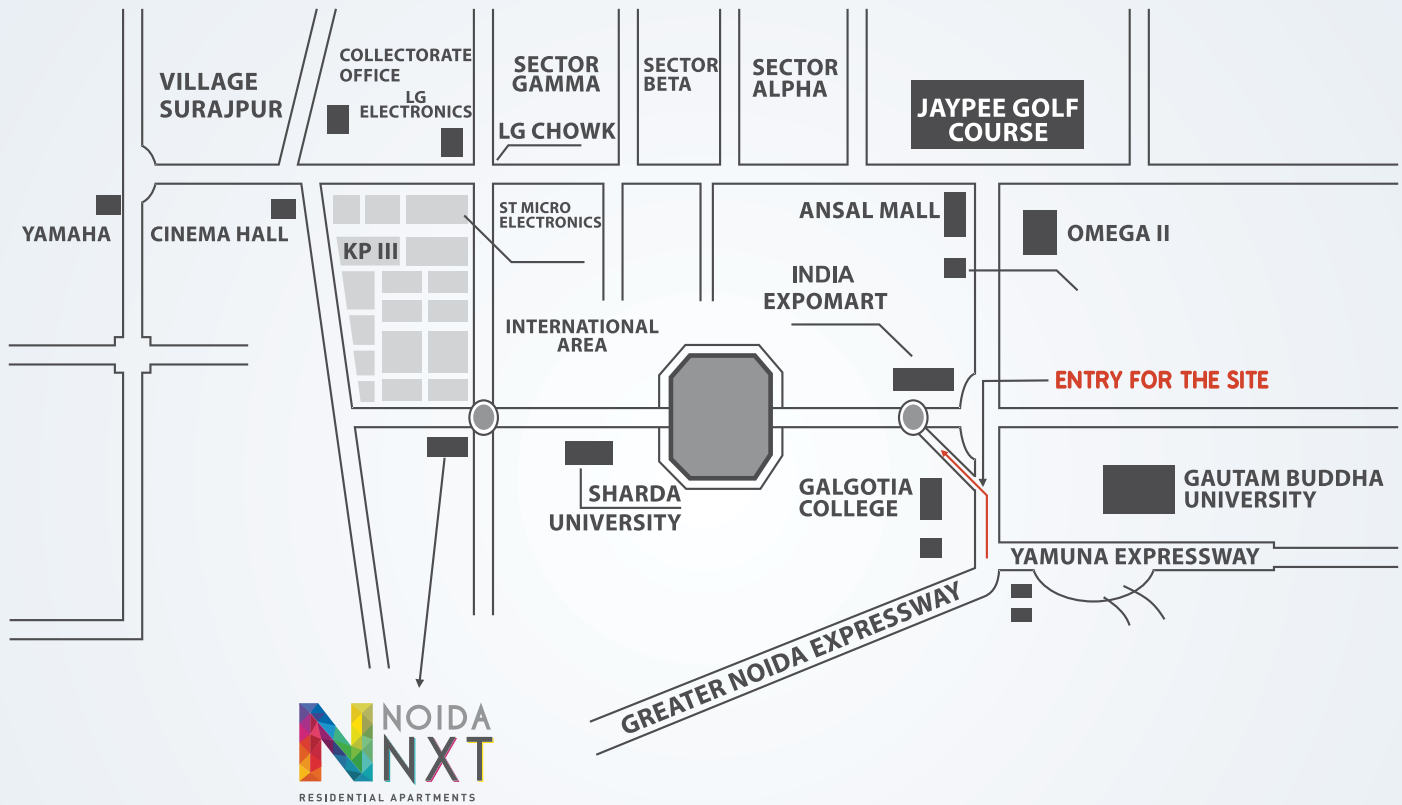 VILLAGE
SURAJPUR
COLLECTORATE
OFFICE
LG
ELECTRONICS
SECTOR
GAMMA
LG CHOWK
SECTOR
BETA
SECTOR
ALPHA
JAYPEE GOLF
COURSE
YAMAHA
CINEMA HALL
KP III
ST MICRO
ELECTRONICS
ANSAL MALL
OMEGA II
INDIA
EXPOMART
INTERNATIONAL
AREA
ENTRY FOR THE SITE
SHARDA
UNIVERSITY
GALGOTIA
COLLEGE
GAUTAM BUDDHA
UNIVERSITY
YAMUNA EXPRESSWAY
GREATER NOIDA EXPRESSWAY
N NOIDA
NXT
RESIDENTIAL APARTMENTS